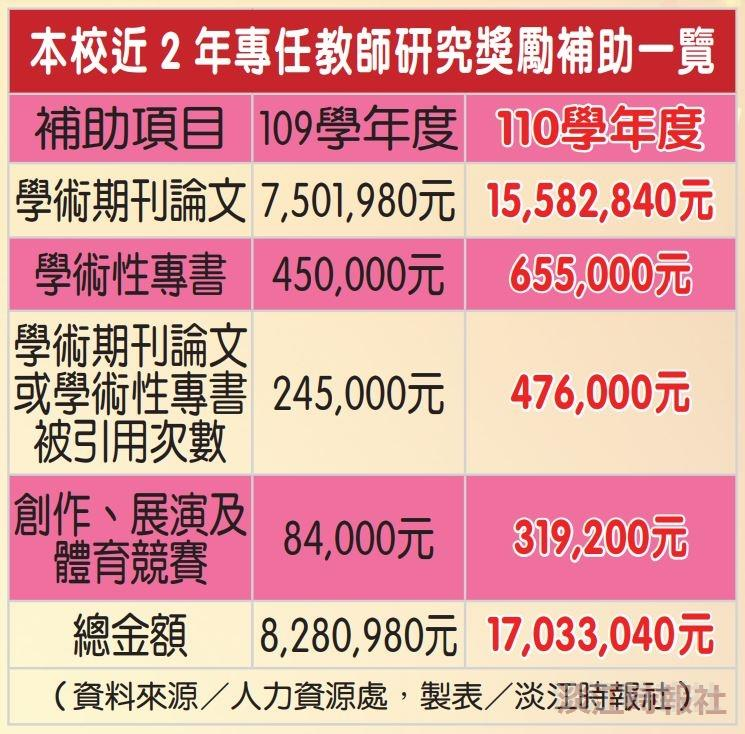 本校近2年專任教師研究獎勵補助一覽
補助項目 109學年度 110學年度
學術期刊論文 7,501,980元 15,582,840元
學術性專書 450,000元 655,000元
學術期刊論文
或學術性專書
被引用次數
245,000元 476,000元
創作、展演及
體育競賽
84,000元 319,200元
總金額 8,280,980元 17,033,040元
（資料來源／人力資源處，製表／淡江時報社）
淡江時報社